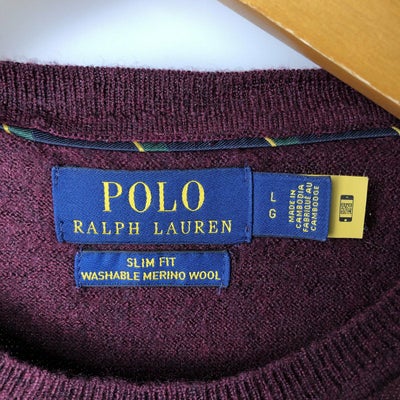 POLO
RALPH LAUREN
SLIM FIT
WASHABLE MERINO WOOL
L
G
MADE IN
CAMBODIA
FABRIQUÉ AU
CAMBODGE